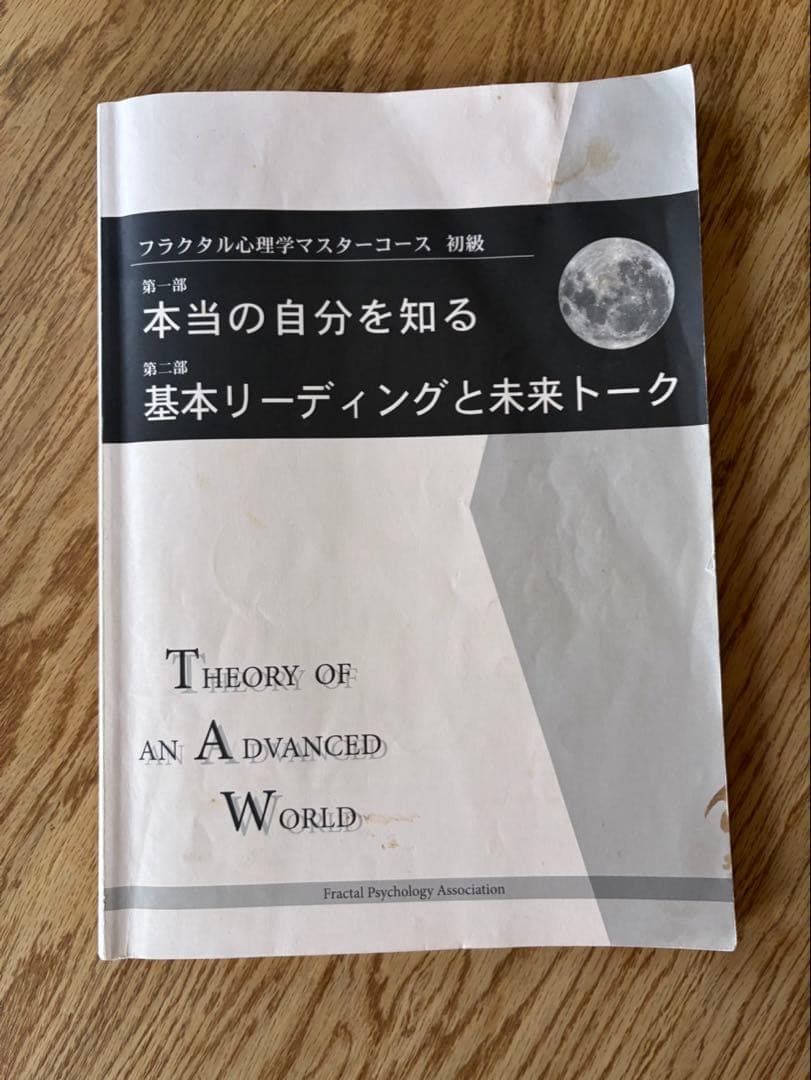 フラクタル心理学マスターコース 初級
第一部
本当の自分を知る
第二部
基本リーディングと未来トーク
THEORY OF
AN ADVANCED
WORLD
Fractal Psychology Association